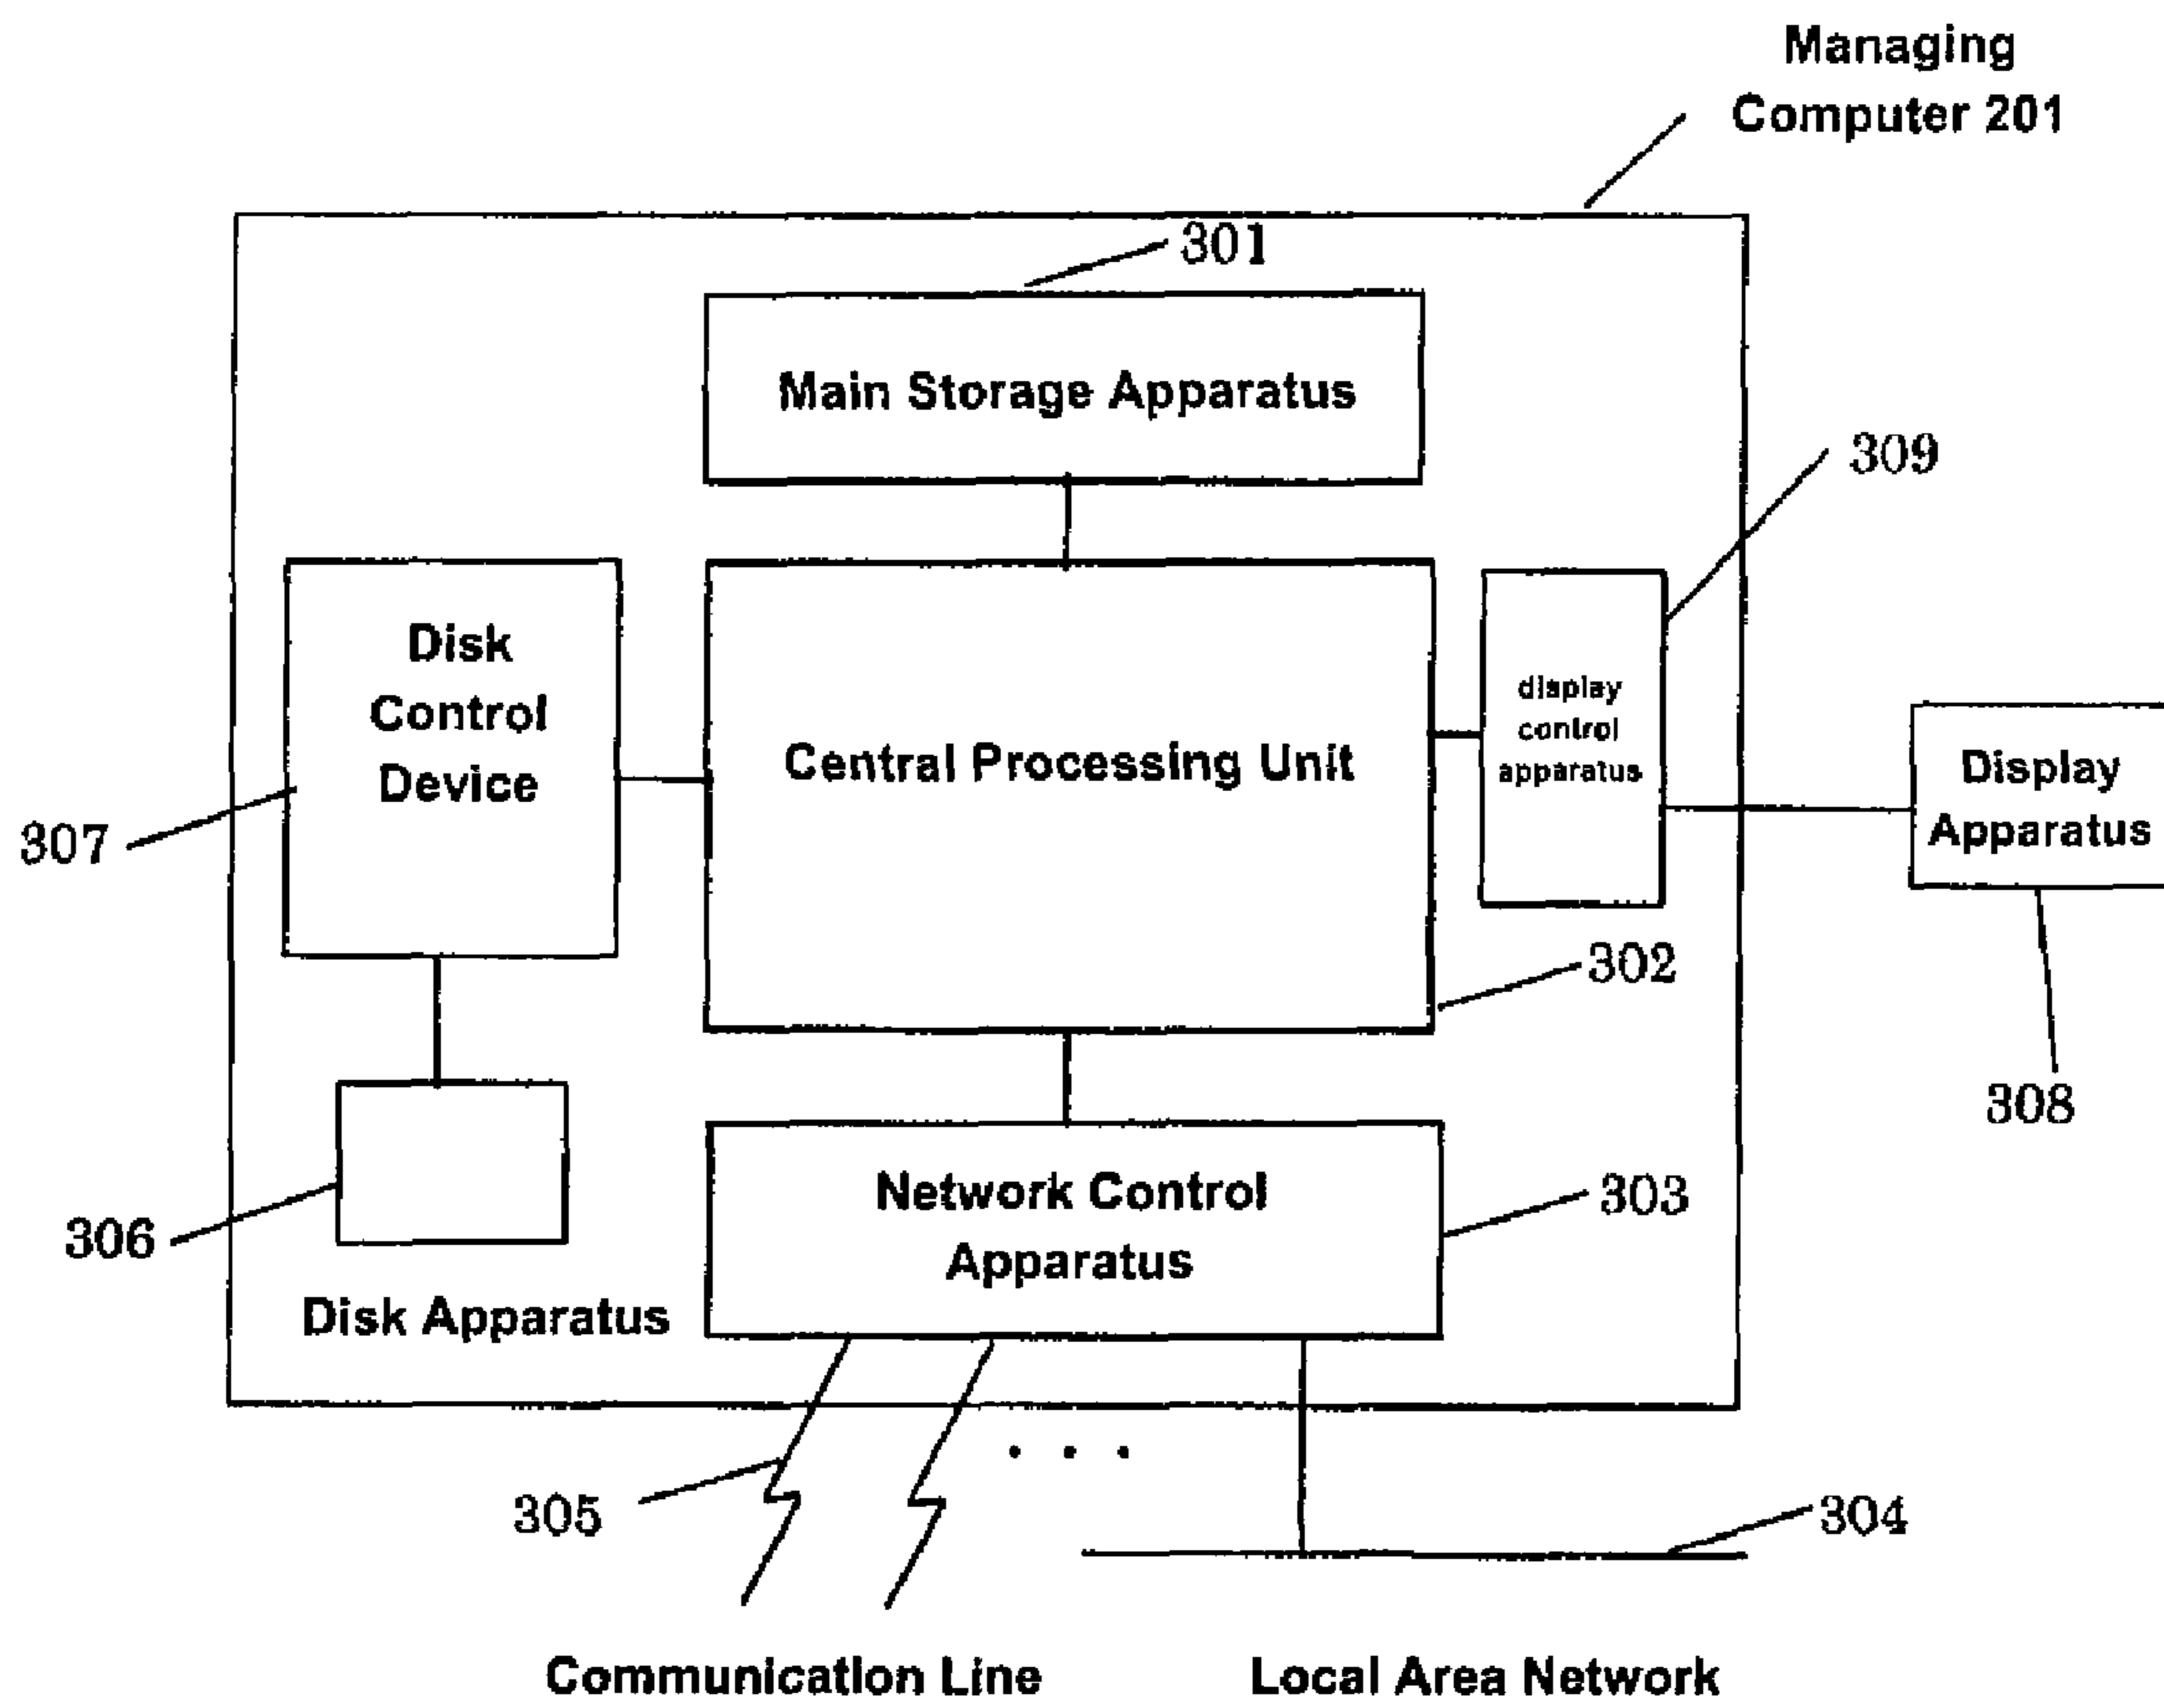 Managing
Computer 201
301
Main Storage Apparatus
309
Disk
Control
Device
Central Processing Unit
display
control
apparatus
Display
Apparatus
307
302
308
306
Network Control
Apparatus
303
Disk Apparatus
305
. . .
304
Communication Line
Local Area Network